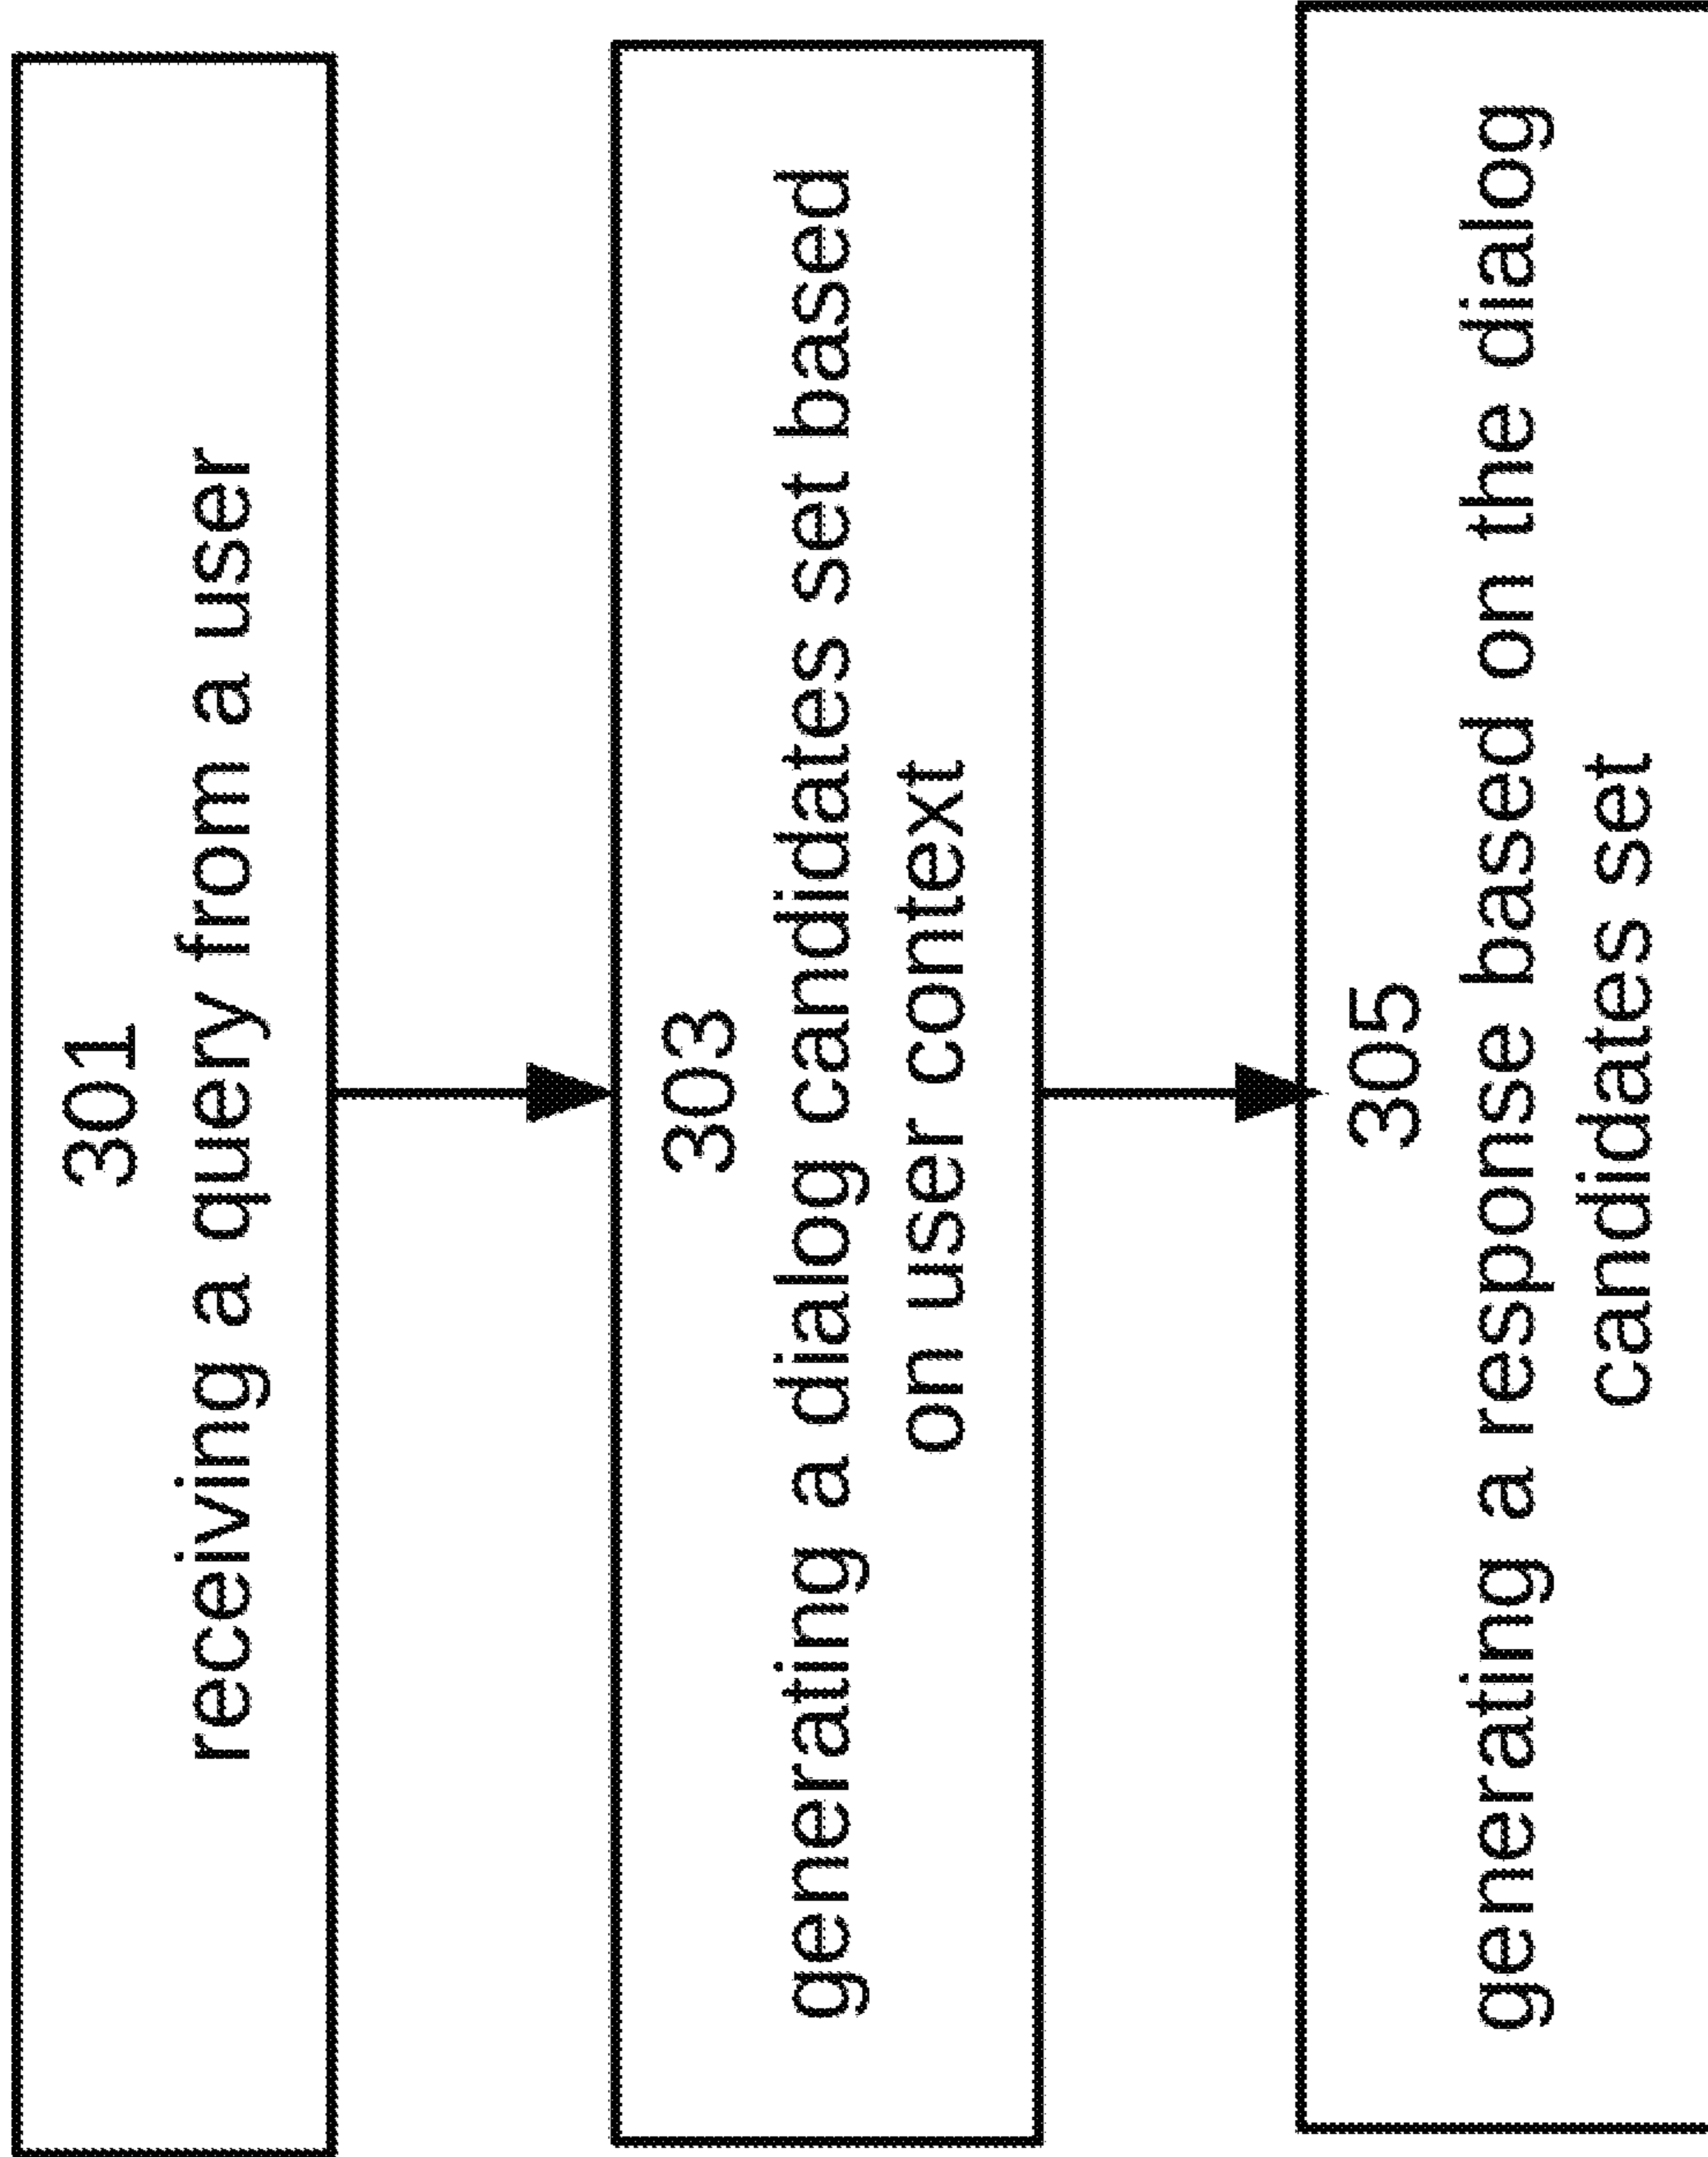 301
receiving a query from a user
303
generating a dialog candidates set based
on user context
305
generating a response based on the dialog
candidates set